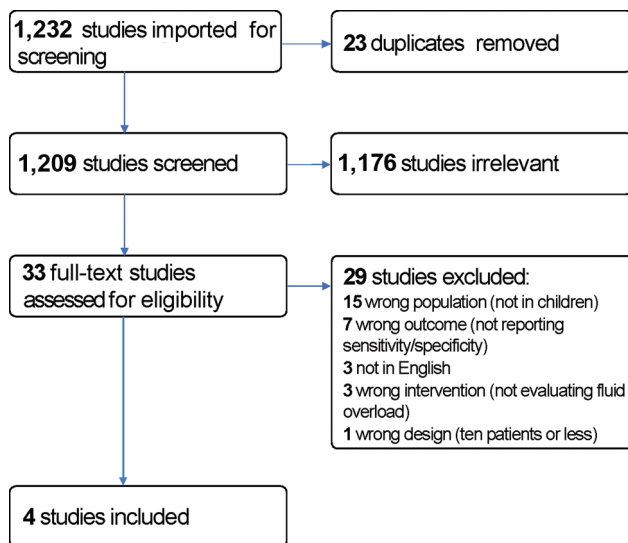 1,232 studies imported for
screening
23 duplicates removed
1,209 studies screened
1,176 studies irrelevant
33 full-text studies
assessed for eligibility
29 studies excluded:
15 wrong population (not in children)
7 wrong outcome (not reporting
sensitivity/specificity)
3 not in English
3 wrong intervention (not evaluating fluid
overload)
1 wrong design (ten patients or less)
4 studies included